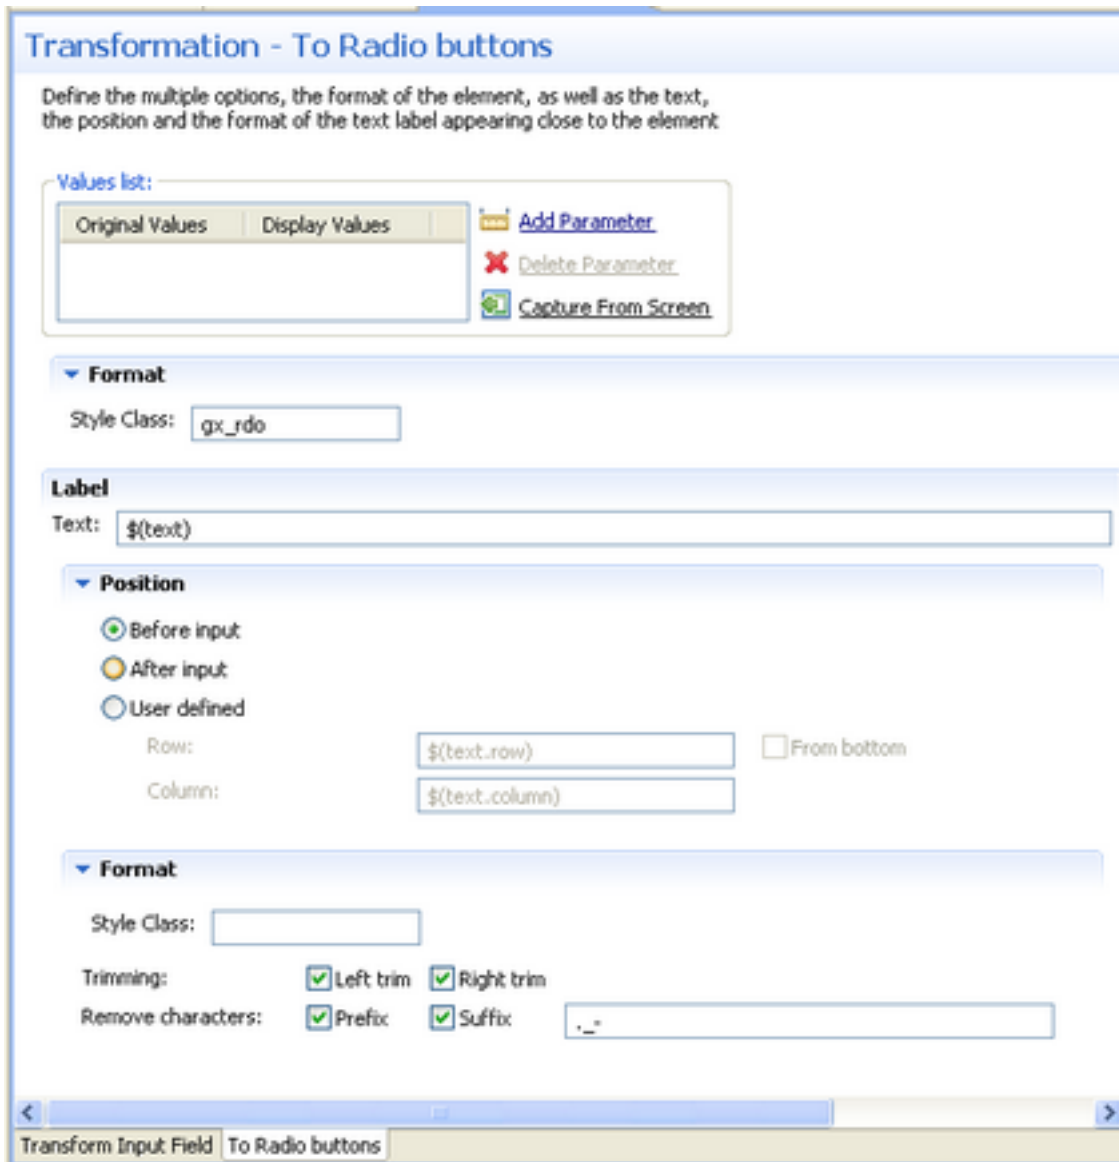 Transformation - To Radio buttons
Define the multiple options, the format of the element, as well as the text,
the position and the format of the text label appearing close to the element
Values list:
Original Values Display Values
Add Parameter
Delete Parameter
Capture From Screen
Format
Style Class: gx_rdo
Label
Text: $(text)
Position
Before input
After input
User defined
Row: $(text.row) From bottom
Column: $(text.column)
Format
Style Class:
Trimming: Left trim Right trim
Remove characters: Prefix Suffix ._-
Transform Input Field To Radio buttons